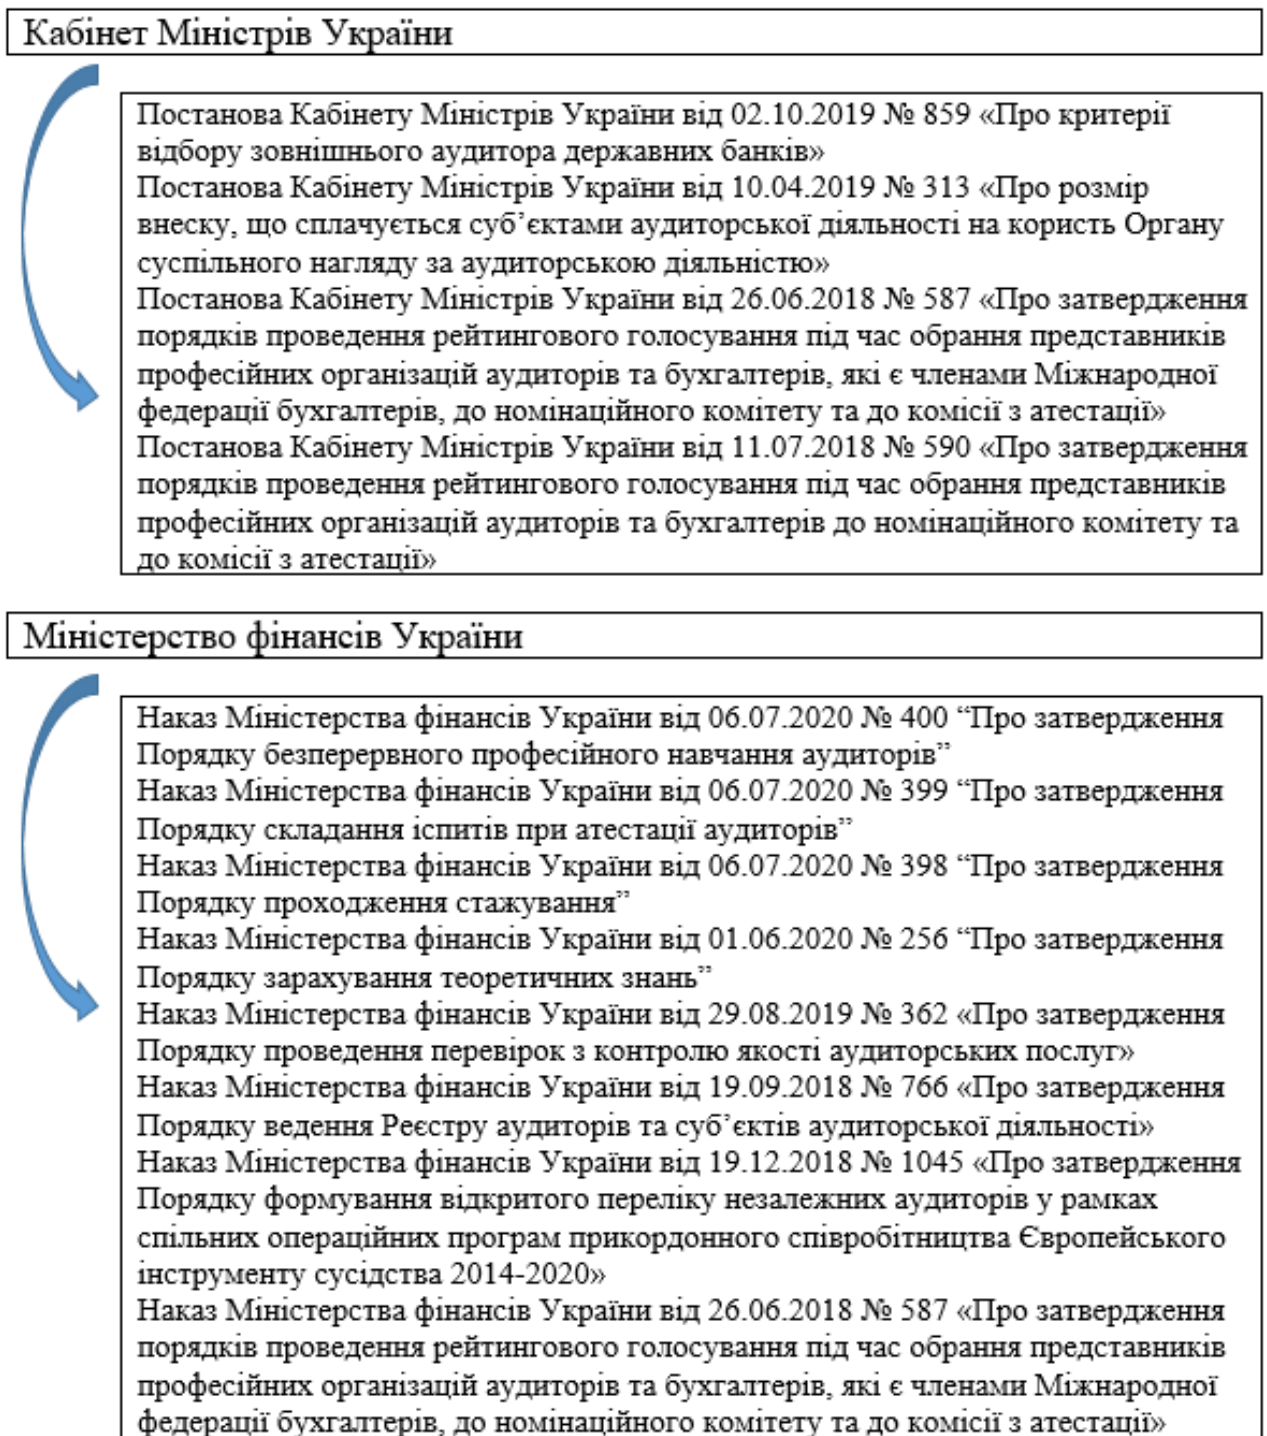 Кабінет Міністрів України
Постанова Кабінету Міністрів України від 02.10.2019 № 859 «Про критерії
відбору зовнішнього аудитора державних банків»
Постанова Кабінету Міністрів України від 10.04.2019 № 313 «Про розмір
внеску, що сплачується суб’єктами аудиторської діяльності на користь Органу
суспільного нагляду за аудиторською діяльністю»
Постанова Кабінету Міністрів України від 26.06.2018 № 587 «Про затвердження
порядків проведення рейтингового голосування під час обрання представників
професійних організацій аудиторів та бухгалтерів, які є членами Міжнародної
федерації бухгалтерів, до номінаційного комітету та до комісії з атестації»
Постанова Кабінету Міністрів України від 11.07.2018 № 590 «Про затвердження
порядків проведення рейтингового голосування під час обрання представників
професійних організацій аудиторів та бухгалтерів до номінаційного комітету та
до комісії з атестації»
Міністерство фінансів України
Наказ Міністерства фінансів України від 06.07.2020 № 400 “Про затвердження
Порядку безперервного професійного навчання аудиторів”
Наказ Міністерства фінансів України від 06.07.2020 № 399 “Про затвердження
Порядку складання іспитів при атестації аудиторів”
Наказ Міністерства фінансів України від 06.07.2020 № 398 “Про затвердження
Порядку проходження стажування”
Наказ Міністерства фінансів України від 01.06.2020 № 256 “Про затвердження
Порядку зарахування теоретичних знань”
Наказ Міністерства фінансів України від 29.08.2019 № 362 «Про затвердження
Порядку проведення перевірок з контролю якості аудиторських послуг»
Наказ Міністерства фінансів України від 19.09.2018 № 766 «Про затвердження
Порядку ведення Реєстру аудиторів та суб’єктів аудиторської діяльності»
Наказ Міністерства фінансів України від 19.12.2018 № 1045 «Про затвердження
Порядку формування відкритого переліку незалежних аудиторів у рамках
спільних операційних програм прикордонного співробітництва Європейського
інструменту сусідства 2014-2020»
Наказ Міністерства фінансів України від 26.06.2018 № 587 «Про затвердження
порядків проведення рейтингового голосування під час обрання представників
професійних організацій аудиторів та бухгалтерів, які є членами Міжнародної
федерації бухгалтерів, до номінаційного комітету та до комісії з атестації»